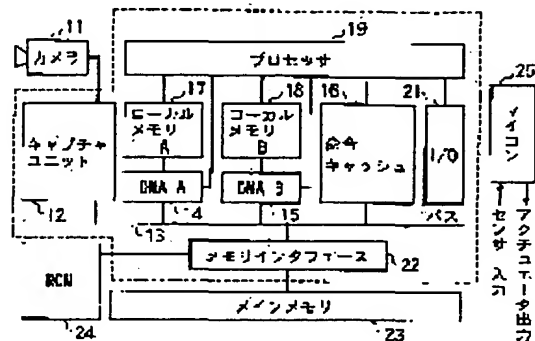 11
カメラ
19
プロセッサ
17
ローカル
メモリ
A
18
ローカル
メモリ
B
16
命令
キャッシュ
21
I/O
25
マイコン
キャプチャ
ユニット
12
DMA A
14
DMA B
15
13
バス
センサ入力
アクチュエータ出力
メモリインタフェース
22
24
メインメモリ
23